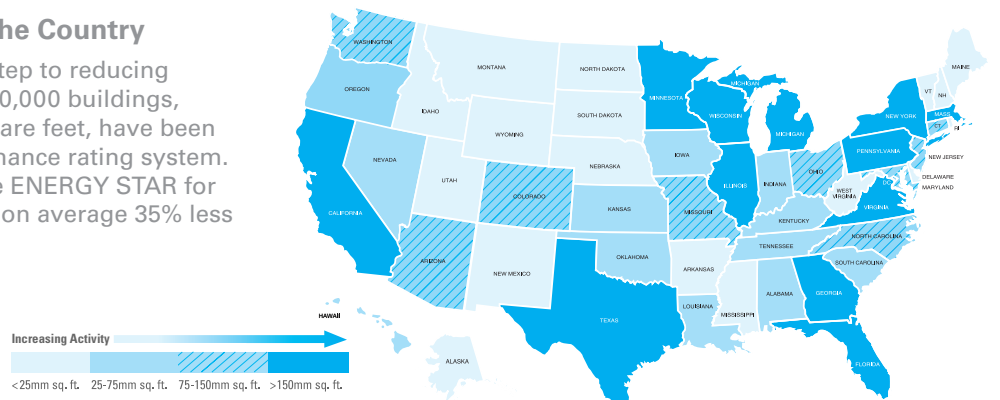 he Country
tep to reducing
0,000 buildings,
are feet, have been
nance rating system.
e ENERGY STAR for
on average 35% less
WASHINGTON
OREGON
CALIFORNIA
NEVADA
IDAHO
MONTANA
WYOMING
UTAH
ARIZONA
COLORADO
NEW MEXICO
NORTH DAKOTA
SOUTH DAKOTA
NEBRASKA
KANSAS
OKLAHOMA
TEXAS
MINNESOTA
IOWA
MISSOURI
ARKANSAS
LOUISIANA
WISCONSIN
ILLINOIS
MICHIGAN
MICHIGAN
INDIANA
OHIO
KENTUCKY
TENNESSEE
MISSISSIPPI
ALABAMA
GEORGIA
FLORIDA
SOUTH CAROLINA
NORTH CAROLINA
VIRGINIA
WEST
VIRGINIA
DC
PENNSYLVANIA
NEW YORK
VT
NH
MAINE
MASS
CT
RI
NEW JERSEY
DELAWARE
MARYLAND
HAWAII
ALASKA
Increasing Activity
<25mm sq. ft. 25-75mm sq. ft. 75-150mm sq. ft. >150mm sq. ft.